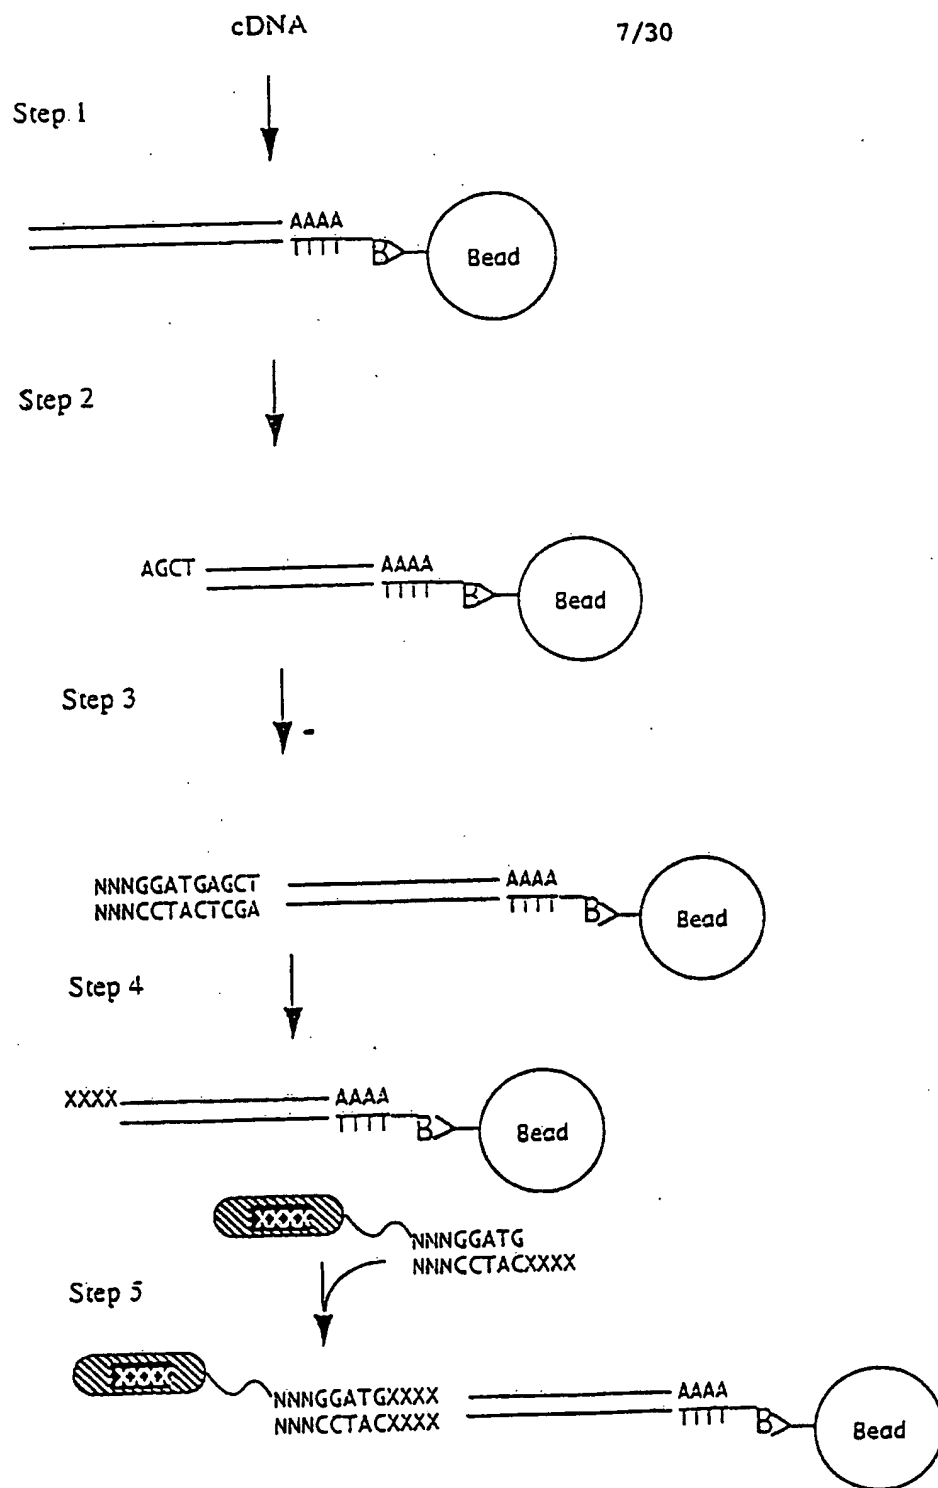 cDNA 7/30
Step 1
AAAA
TTTT B Bead
Step 2
AGCT AAAA
TTTT B Bead
Step 3
NNNGGATGAGCT AAAA
NNNCCTACTCGA TTTT B Bead
Step 4
XXXX AAAA
TTTT B Bead
XXXX
NNNGGATG
NNNCCTACXXXX
Step 5
XXXX
NNNGGATGXXXX AAAA
NNNCCTACXXXX TTTT B Bead